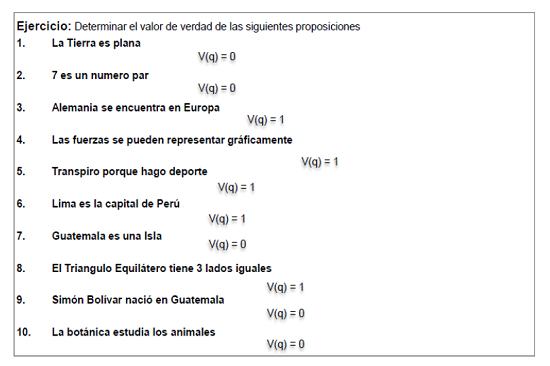 Ejercicio: Determinar el valor de verdad de las siguientes proposiciones
1. La Tierra es plana
V(q) = 0
2. 7 es un numero par
V(q) = 0
3. Alemania se encuentra en Europa
V(q) = 1
4. Las fuerzas se pueden representar gráficamente
V(q) = 1
5. Transpiro porque hago deporte
V(q) = 1
6. Lima es la capital de Perú
V(q) = 1
7. Guatemala es una Isla
V(q) = 0
8. El Triangulo Equilátero tiene 3 lados iguales
V(q) = 1
9. Simón Bolívar nació en Guatemala
V(q) = 0
10. La botánica estudia los animales
V(q) = 0